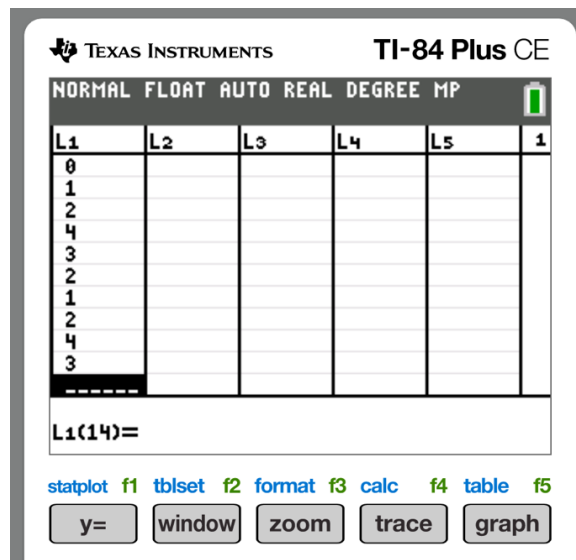 TEXAS INSTRUMENTS TI-84 Plus CE
NORMAL FLOAT AUTO REAL DEGREE MP
L1 L2 L3 L4 L5 1
0
1
2
4
3
2
1
2
4
3
------
L1(14)=
statplot f1 tblset f2 format f3 calc f4 table f5
y= window zoom trace graph